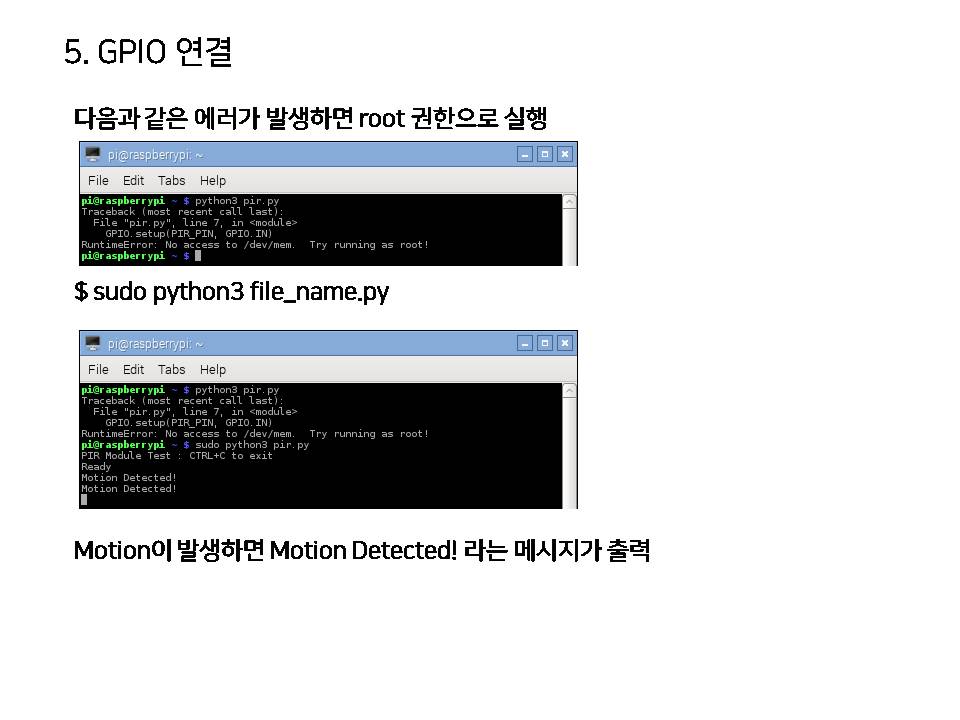 5. GPIO 연결
다음과 같은 에러가 발생하면 root 권한으로 실행
pi@raspberrypi: ~
File Edit Tabs Help
pi@raspberrypi ~ $ python3 pir.py
Traceback (most recent call last):
  File "pir.py", line 7, in <module>
    GPIO.setup(PIR_PIN, GPIO.IN)
RuntimeError: No access to /dev/mem.  Try running as root!
pi@raspberrypi ~ $
$ sudo python3 file_name.py
pi@raspberrypi: ~
File Edit Tabs Help
pi@raspberrypi ~ $ python3 pir.py
Traceback (most recent call last):
  File "pir.py", line 7, in <module>
    GPIO.setup(PIR_PIN, GPIO.IN)
RuntimeError: No access to /dev/mem.  Try running as root!
pi@raspberrypi ~ $ sudo python3 pir.py
PIR Module Test : CTRL+C to exit
Ready
Motion Detected!
Motion Detected!
Motion이 발생하면 Motion Detected! 라는 메시지가 출력